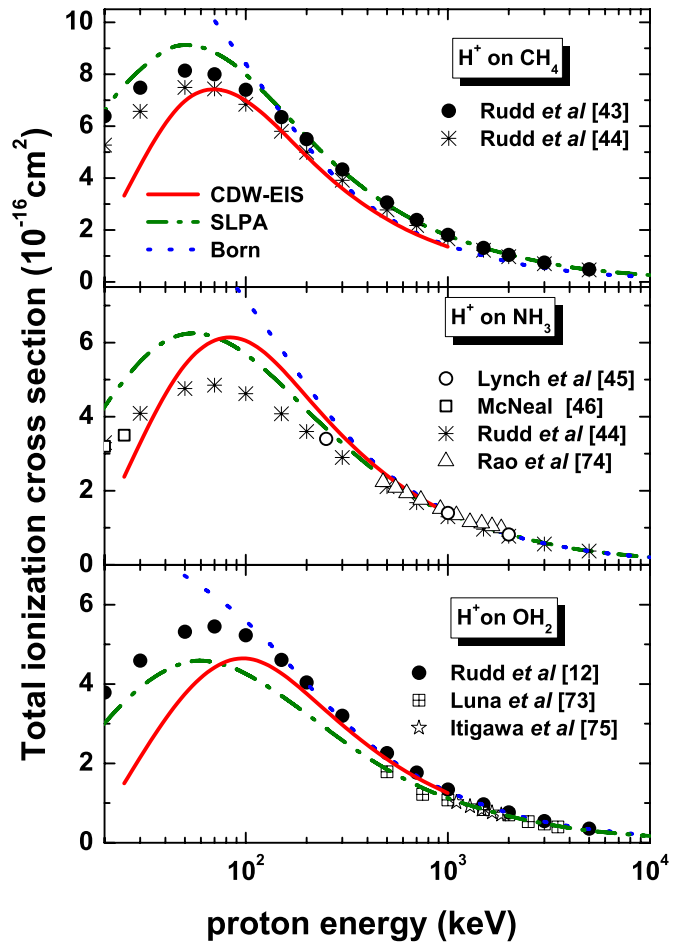 Total ionization cross section (10⁻¹⁶cm²)
10
8
6
4
2
0
H⁺ on CH₄
Rudd et al [43]
Rudd et al [44]
CDW-EIS
SLPA
Born
6
4
2
0
H⁺ on NH₃
Lynch et al [45]
McNeal [46]
Rudd et al [44]
Rao et al [74]
6
4
2
0
H⁺on OH₂
Rudd et al [12]
Luna et al [73]
Itigawa et al [75]
10² 10³ 10⁴
proton energy (keV)